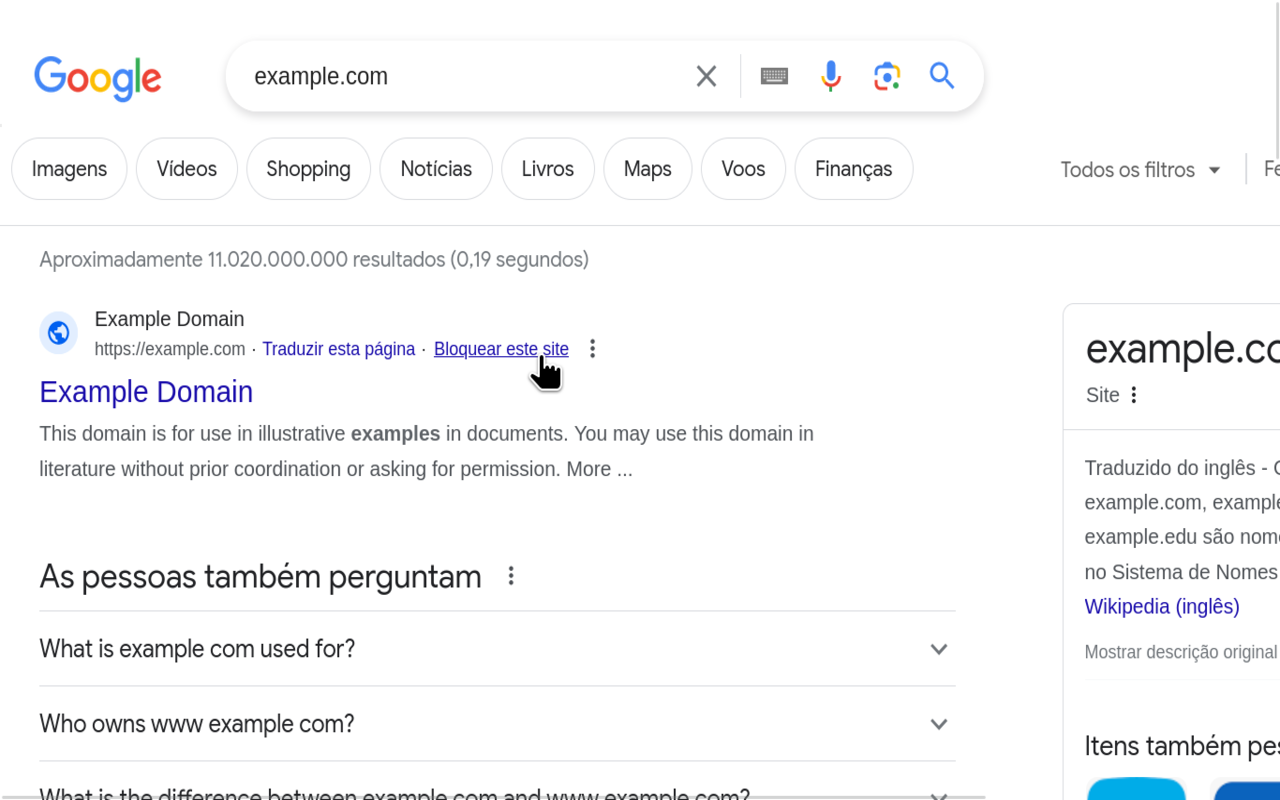 Google
example.com
Imagens
Vídeos
Shopping
Notícias
Livros
Maps
Voos
Finanças
Todos os filtros
Aproximadamente 11.020.000.000 resultados (0,19 segundos)
Example Domain
https://example.com · Traduzir esta página · Bloquear este site
Example Domain
This domain is for use in illustrative examples in documents. You may use this domain in
literature without prior coordination or asking for permission. More ...
As pessoas também perguntam
What is example com used for?
Who owns www example com?
What is the difference between example com and www example com?
example.co
Site
Traduzido do inglês -
example.com, example
example.edu são nome
no Sistema de Nomes
Wikipedia (inglês)
Mostrar descrição original
Itens também pes